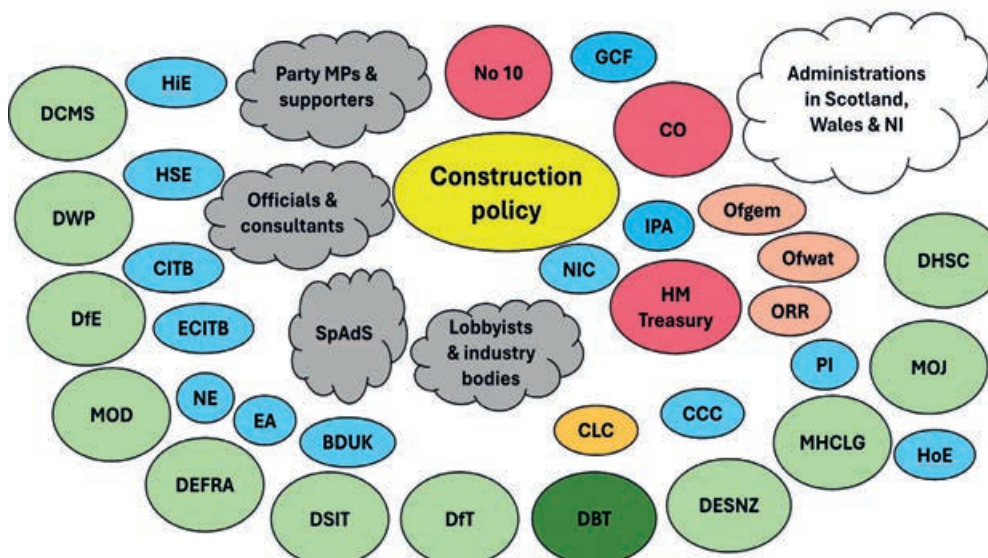 Party MPs &
supporters
No 10
GCF
Administrations
in Scotland,
Wales & NI
HiE
DCMS
CO
HSE
Officials &
consultants
Construction
policy
Ofgem
IPA
DWP
CITB
NIC
Ofwat
DHSC
HM
Treasury
ORR
DfE
ECITB
SpAdS
Lobbyists
& industry
bodies
PI
MOJ
NE
MOD
EA
BDUK
CLC
CCC
MHCLG
HoE
DEFRA
DSIT
DfT
DBT
DESNZ